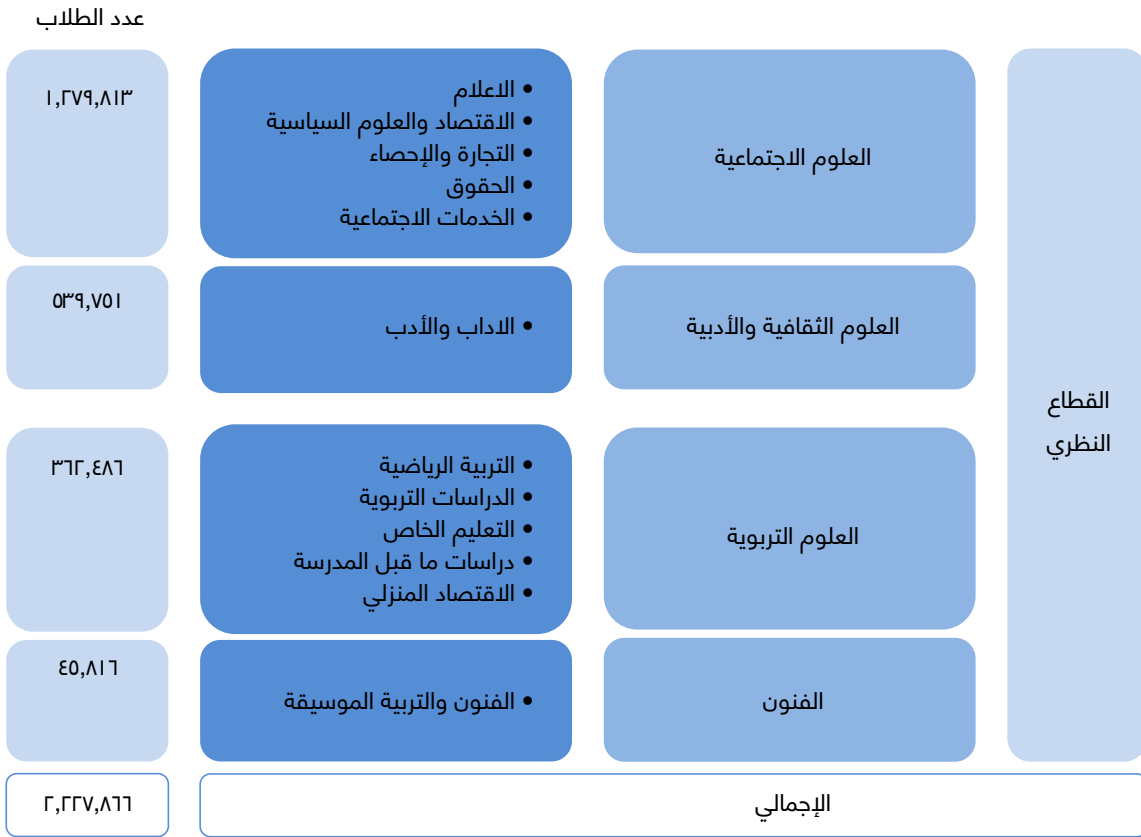 عدد الطلاب
القطاع
النظري
العلوم الاجتماعية
• الاعلام
• الاقتصاد والعلوم السياسية
• التجارة والإحصاء
• الحقوق
• الخدمات الاجتماعية
١,٢٧٩,٨١٣
العلوم الثقافية والأدبية
• الاداب والأدب
٥٣٩,٧٥١
العلوم التربوية
• التربية الرياضية
• الدراسات التربوية
• التعليم الخاص
• دراسات ما قبل المدرسة
• الاقتصاد المنزلي
٣٦٢,٤٨٦
الفنون
• الفنون والتربية الموسيقة
٤٥,٨١٦
الإجمالي
٢,٢٢٧,٨٦٦